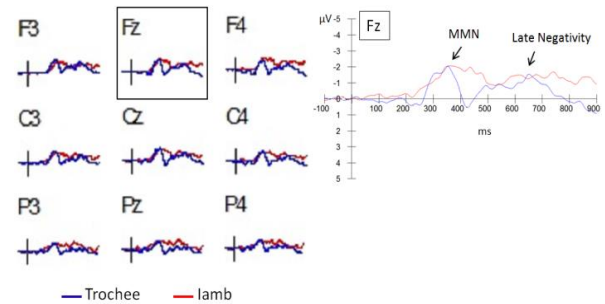 F3 Fz F4
C3 Cz C4
P3 Pz P4
Trochee Iamb
µV -5
Fz
MMN
Late Negativity
-4
-3
-2
-1
0
-100 100 200 300 400 500 600 700 800 900
1
ms
2
3
4
5